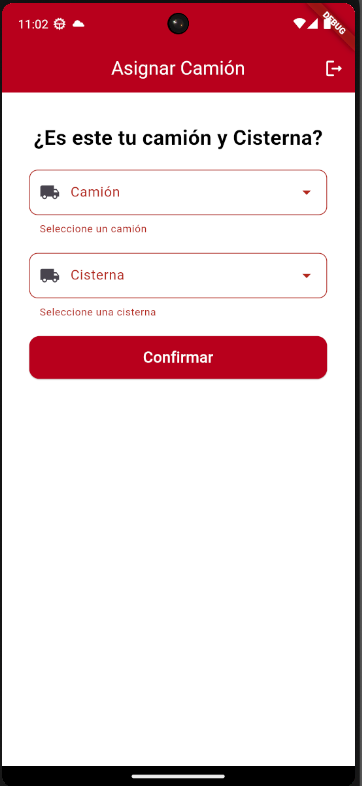 11:02
DEBUG
Asignar Camión
¿Es este tu camión y Cisterna?
Camión
Seleccione un camión
Cisterna
Seleccione una cisterna
Confirmar